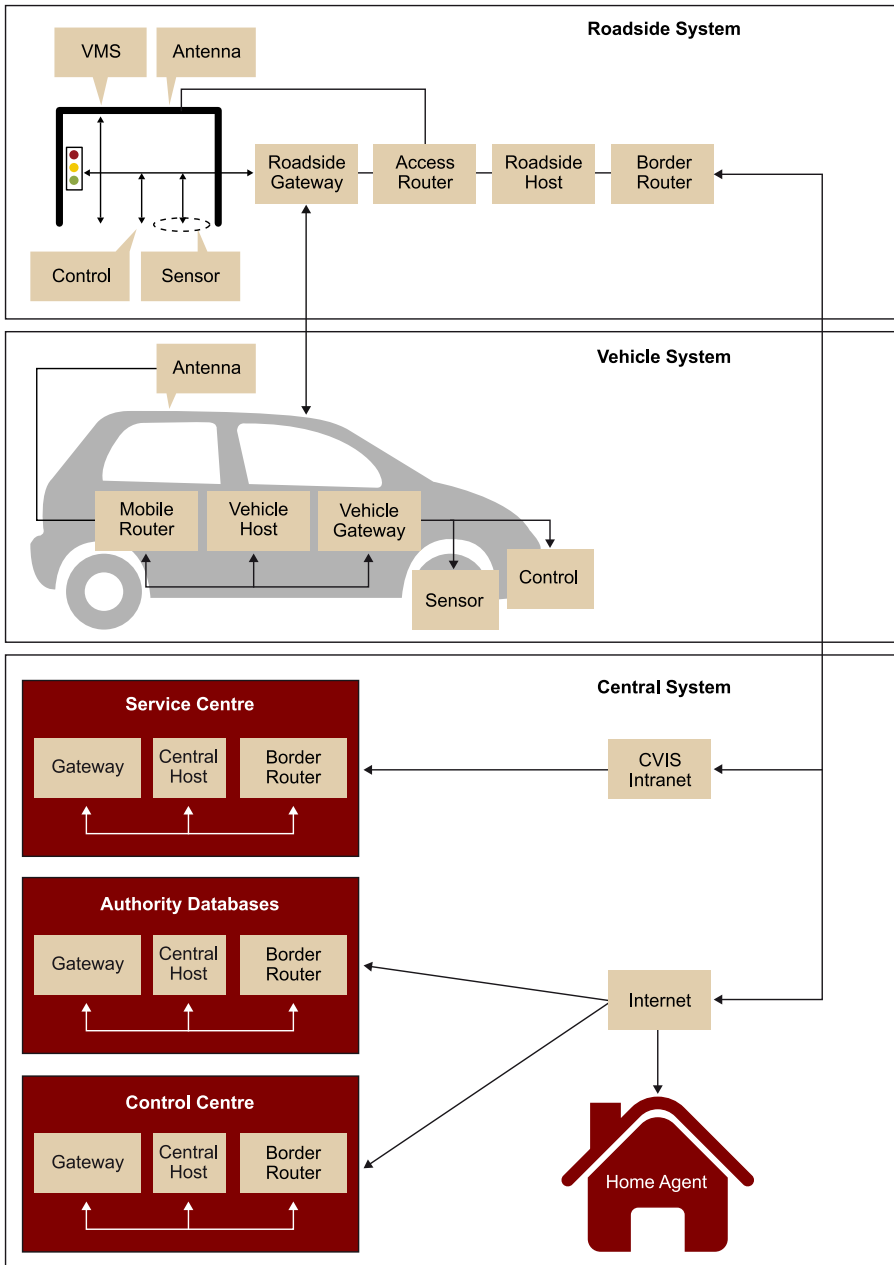 Roadside System
VMS
Antenna
Roadside
Gateway
Access
Router
Roadside
Host
Border
Router
Control
Sensor
Vehicle System
Antenna
Mobile
Router
Vehicle
Host
Vehicle
Gateway
Sensor
Control
Central System
Service Centre
Gateway
Central
Host
Border
Router
CVIS
Intranet
Authority Databases
Gateway
Central
Host
Border
Router
Internet
Control Centre
Gateway
Central
Host
Border
Router
Home Agent